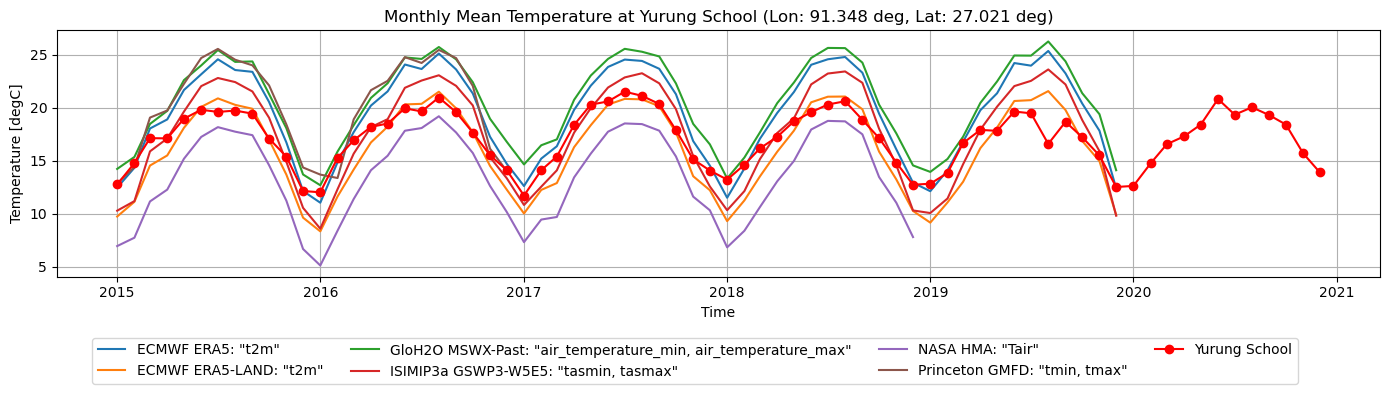 Monthly Mean Temperature at Yurung School (Lon: 91.348 deg, Lat: 27.021 deg)
Temperature [degC]
25
20
15
10
5
2015 2016 2017 2018 2019 2020 2021
Time
ECMWF ERA5: "t2m"
ECMWF ERA5-LAND: "t2m"
GloH2O MSWX-Past: "air_temperature_min, air_temperature_max"
ISIMIP3a GSWP3-W5E5: "tasmin, tasmax"
NASA HMA: "Tair"
Princeton GMFD: "tmin, tmax"
Yurung School